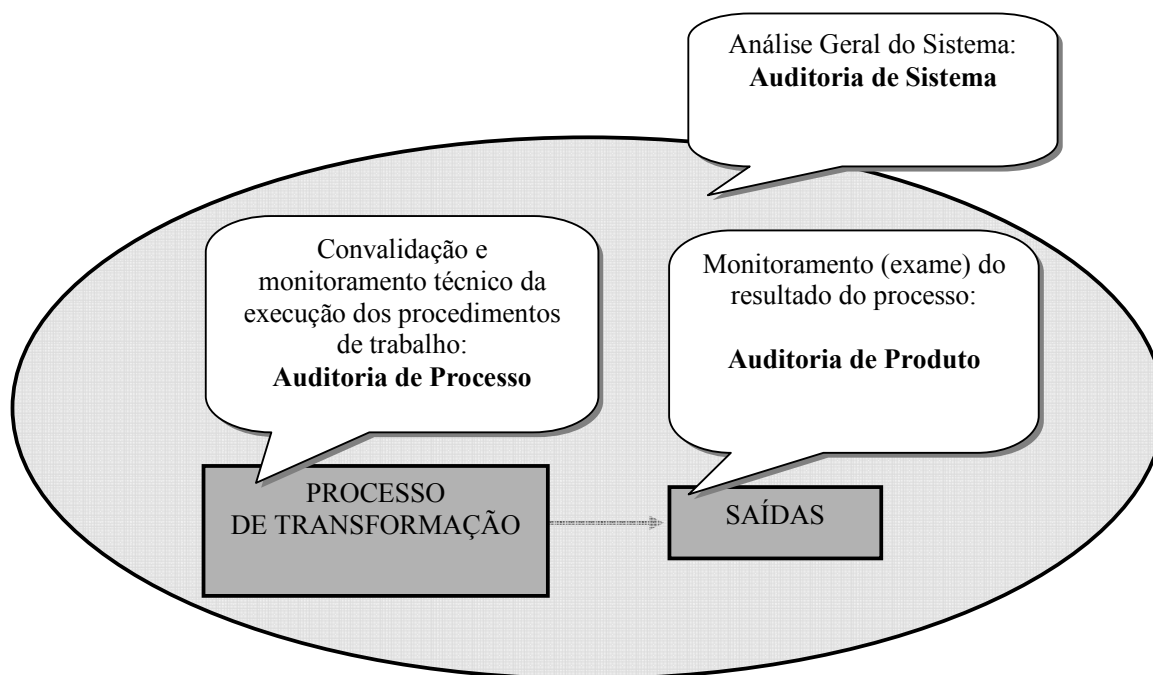 Análise Geral do Sistema:
Auditoria de Sistema
Convalidação e
monitoramento técnico da
execução dos procedimentos
de trabalho:
Auditoria de Processo
Monitoramento (exame) do
resultado do processo:
Auditoria de Produto
PROCESSO
DE TRANSFORMAÇÃO
SAÍDAS